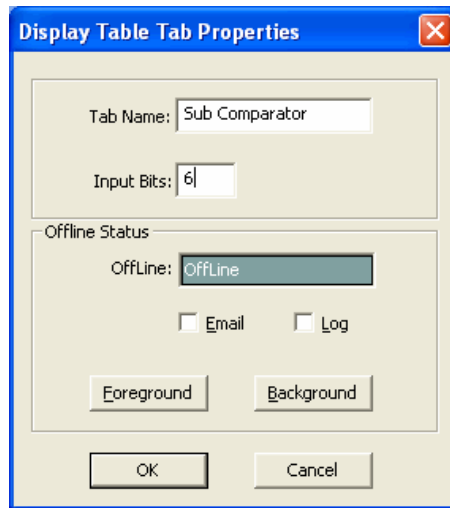 Display Table Tab Properties
Tab Name: Sub Comparator
Input Bits: 6
Offline Status
OffLine: OffLine
Email Log
Foreground Background
OK Cancel